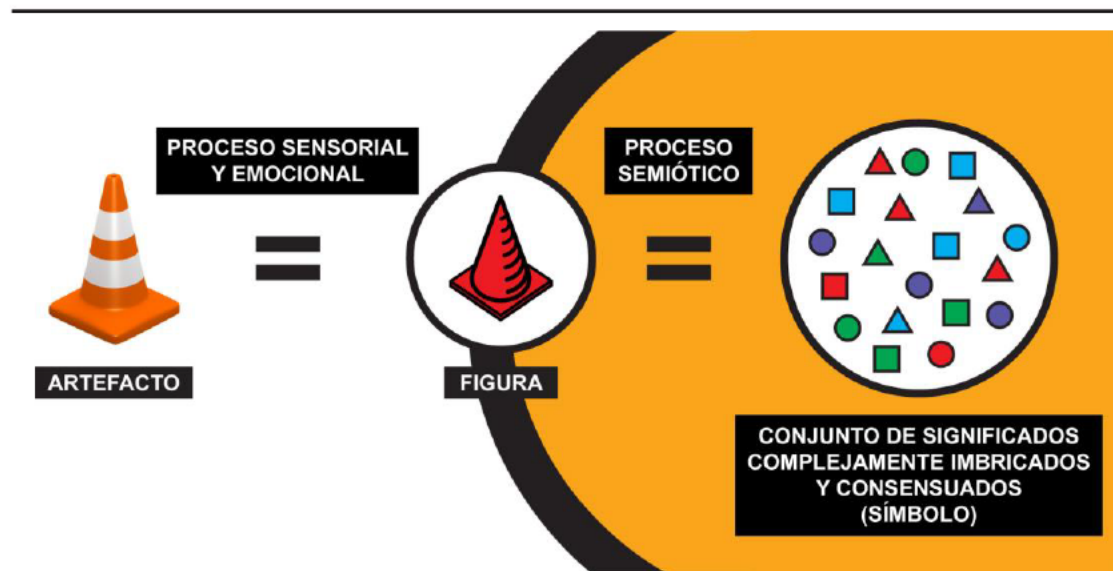 PROCESO SENSORIAL
Y EMOCIONAL
PROCESO
SEMIÓTICO
ARTEFACTO
FIGURA
CONJUNTO DE SIGNIFICADOS
COMPLEJAMENTE IMBRICADOS
Y CONSENSUADOS
(SÍMBOLO)